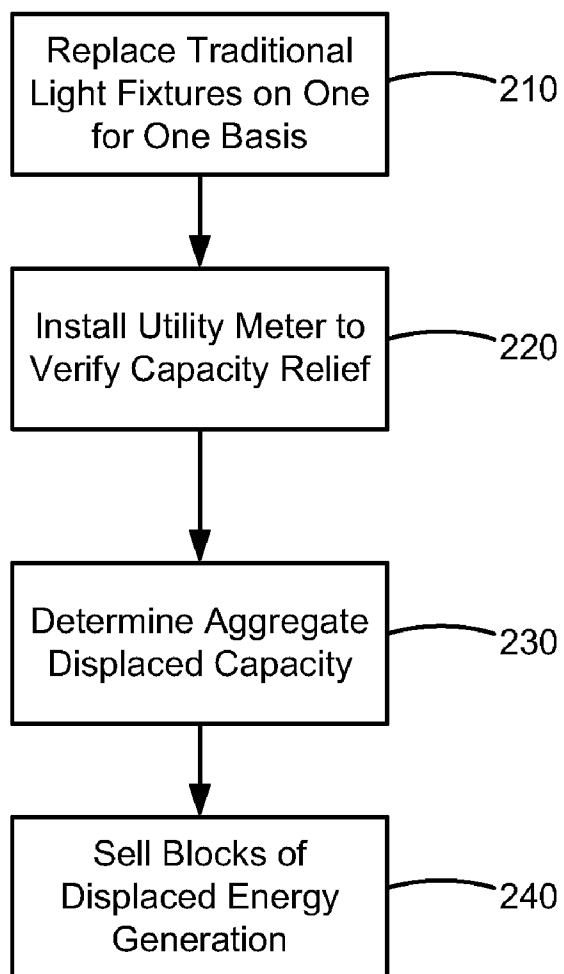 Replace Traditional
Light Fixtures on One
for One Basis
210
Install Utility Meter to
Verify Capacity Relief
220
Determine Aggregate
Displaced Capacity
230
Sell Blocks of
Displaced Energy
Generation
240